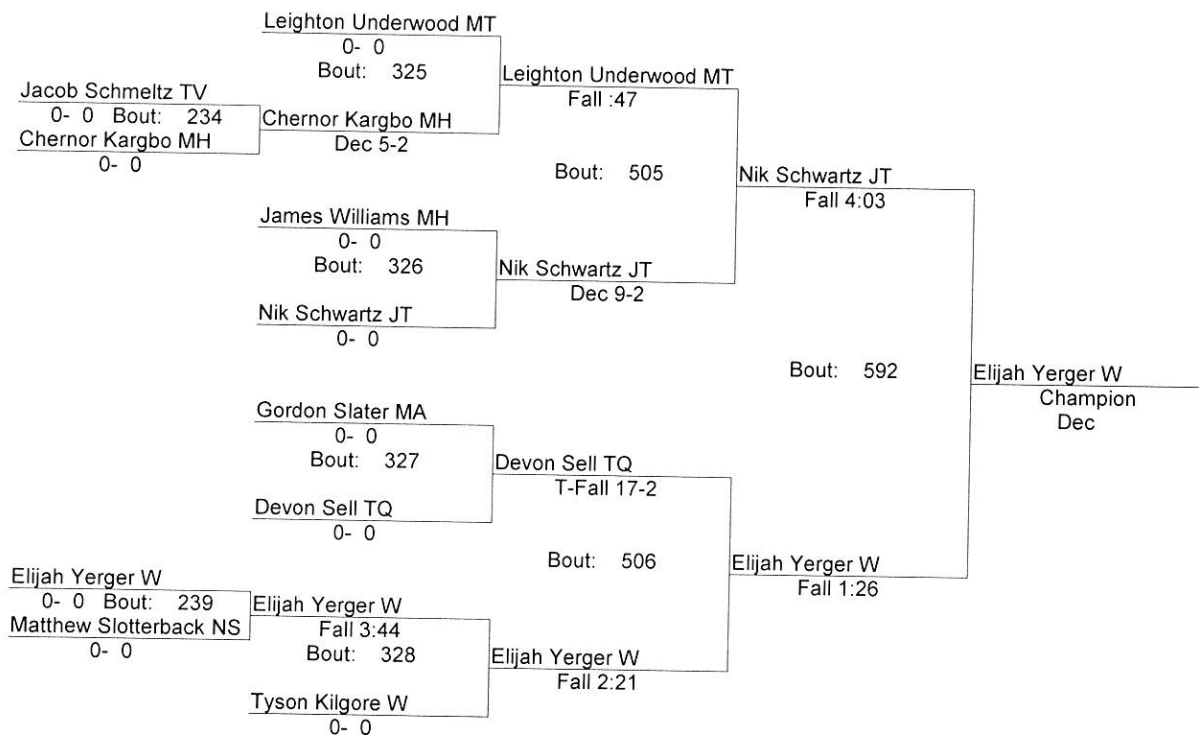 Leighton Underwood MT
0- 0
Bout: 325
Leighton Underwood MT
Fall :47
Jacob Schmeltz TV
0- 0 Bout: 234
Chernor Kargbo MH
0- 0
Chernor Kargbo MH
Dec 5-2
Bout: 505
Nik Schwartz JT
Fall 4:03
James Williams MH
0- 0
Bout: 326
Nik Schwartz JT
Dec 9-2
Nik Schwartz JT
0- 0
Bout: 592
Elijah Yerger W
Champion
Dec
Gordon Slater MA
0- 0
Bout: 327
Devon Sell TQ
T-Fall 17-2
Devon Sell TQ
0- 0
Bout: 506
Elijah Yerger W
Fall 1:26
Elijah Yerger W
0- 0 Bout: 239
Matthew Slotterback NS
0- 0
Elijah Yerger W
Fall 3:44
Bout: 328
Elijah Yerger W
Fall 2:21
Tyson Kilgore W
0- 0